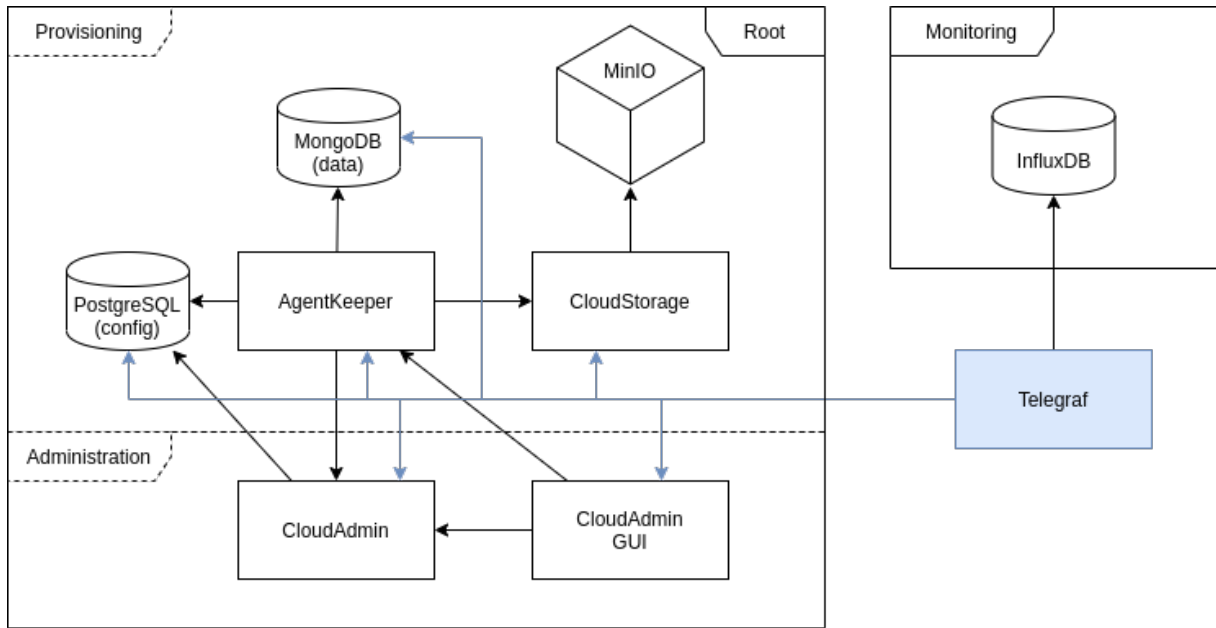 Provisioning
Root
Monitoring
MinIO
MongoDB
(data)
InfluxDB
PostgreSQL
(config)
AgentKeeper
CloudStorage
Telegraf
Administration
CloudAdmin
CloudAdmin
GUI